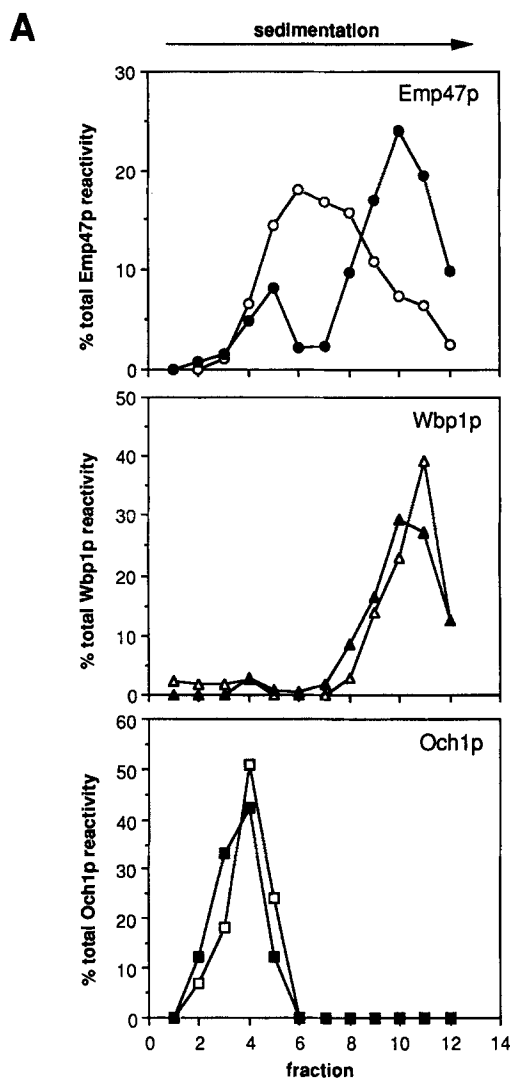 A
sedimentation
30
20
10
0
% total Emp47p reactivity
Emp47p
50
40
30
20
10
0
% total Wbp1p reactivity
Wbp1p
60
50
40
30
20
10
0
% total Och1p reactivity
Och1p
0 2 4 6 8 10 12 14
fraction